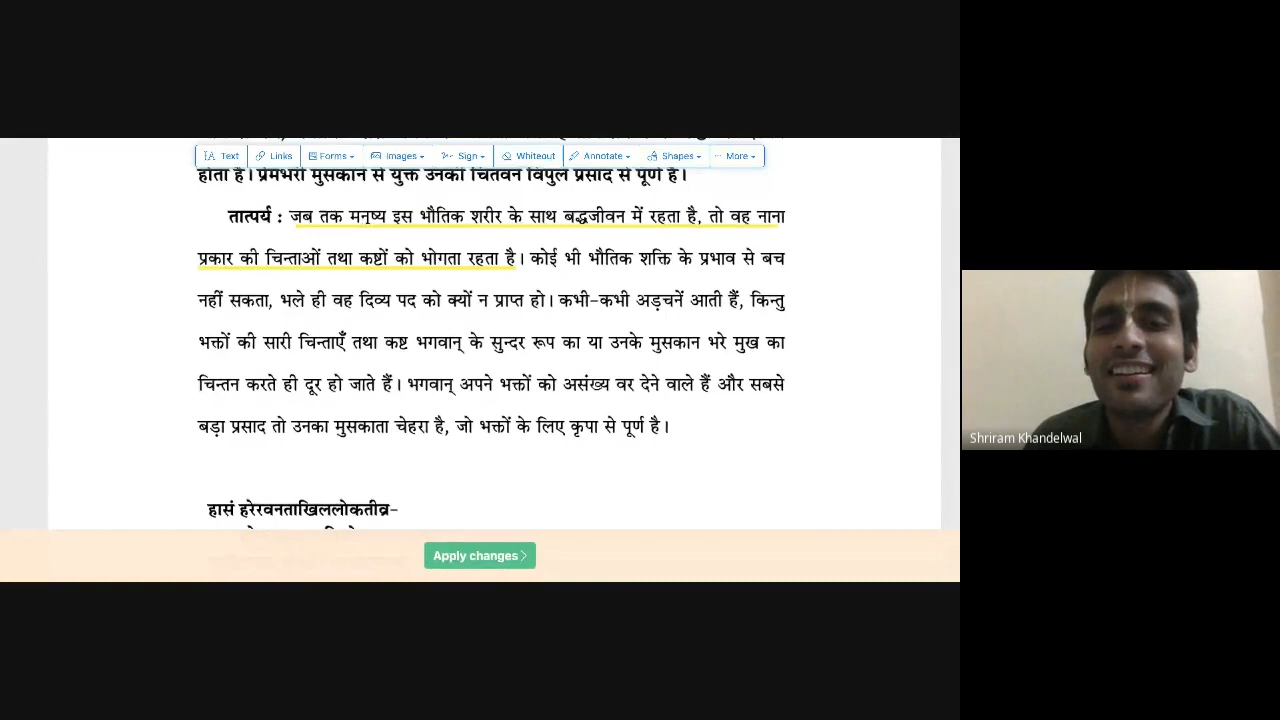 Text Links Forms Images Sign Whiteout Annotate Shapes More
होता है। प्रेमभरी मुसकान से युक्त उनकी चितवन विपुल प्रसाद से पूर्ण है।
तात्पर्य : जब तक मनुष्य इस भौतिक शरीर के साथ बद्धजीवन में रहता है, तो वह नाना
प्रकार की चिन्ताओं तथा कष्टों को भोगता रहता है। कोई भी भौतिक शक्ति के प्रभाव से बच
नहीं सकता, भले ही वह दिव्य पद को क्यों न प्राप्त हो। कभी-कभी अड़चनें आती हैं, किन्तु
भक्तों की सारी चिन्ताएँ तथा कष्ट भगवान् के सुन्दर रूप का या उनके मुसकान भरे मुख का
चिन्तन करते ही दूर हो जाते हैं। भगवान् अपने भक्तों को असंख्य वर देने वाले हैं और सबसे
बड़ा प्रसाद तो उनका मुसकाता चेहरा है, जो भक्तों के लिए कृपा से पूर्ण है।
हासं हरेरवनताखिललोकतीव्र-
Apply changes
Shriram Khandelwal